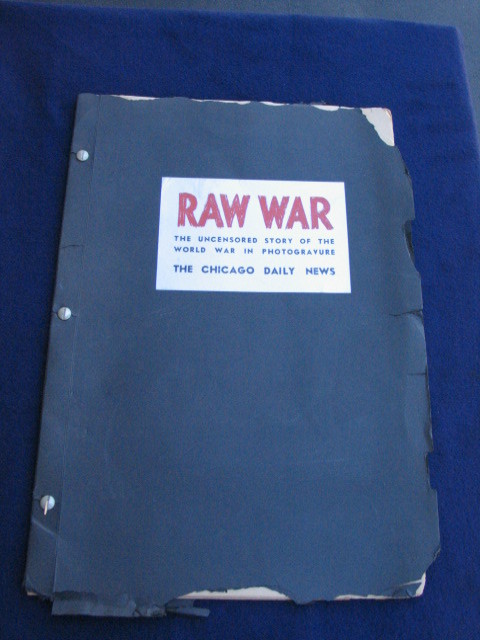 RAW WAR
THE UNCENSORED STORY OF THE
WORLD WAR IN PHOTOGRAVURE
THE CHICAGO DAILY NEWS